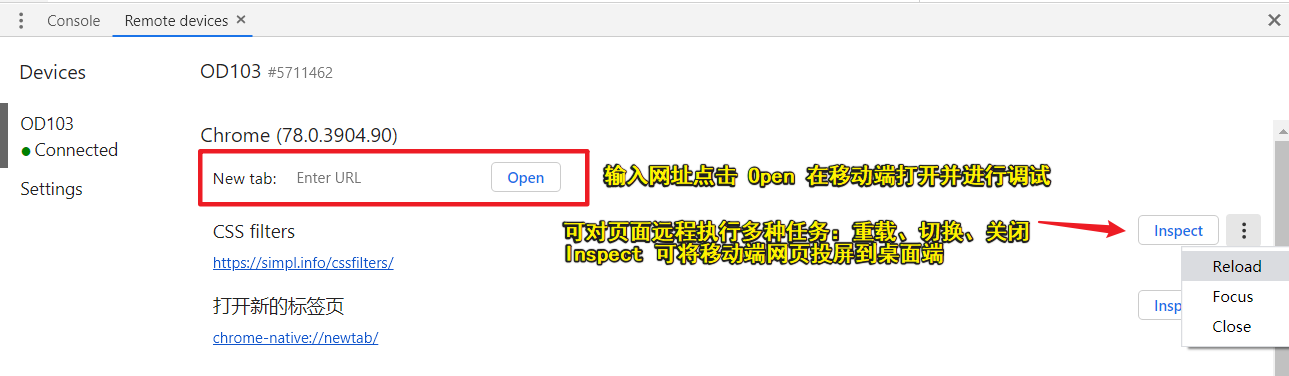 Console
Remote devices ×
Devices
OD103 #5711462
OD103
Connected
Settings
Chrome (78.0.3904.90)
New tab: Enter URL Open
输入网址点击 Open 在移动端打开并进行调试
CSS filters
https://simpl.info/cssfilters/
可对页面远程执行多种任务：重载、切换、关闭
Inspect 可将移动端网页投屏到桌面端
Inspect
Reload
Focus
Close
打开新的标签页
chrome-native://newtab/
Insp